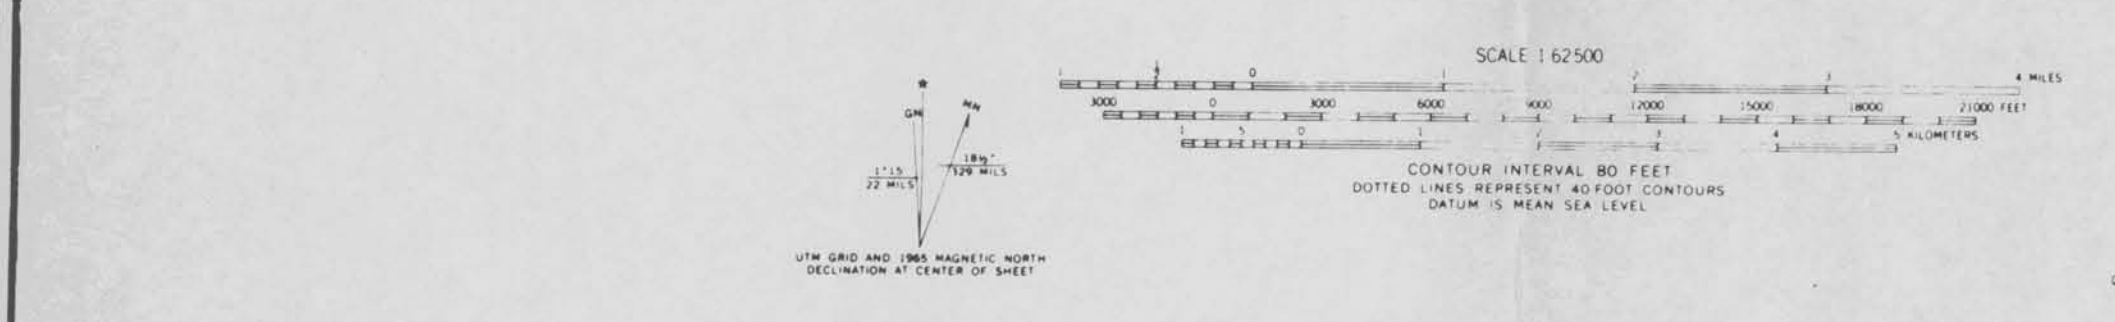 ★
GN
MN
1°15
22 MILS
18½°
329 MILS
UTM GRID AND 1965 MAGNETIC NORTH
DECLINATION AT CENTER OF SHEET
SCALE 1 62500
1 ½ 0 1 2 3 4 MILES
3000 0 3000 6000 9000 12000 15000 18000 21000 FEET
1 5 0 1 2 3 4 5 KILOMETERS
CONTOUR INTERVAL 80 FEET
DOTTED LINES REPRESENT 40 FOOT CONTOURS
DATUM IS MEAN SEA LEVEL